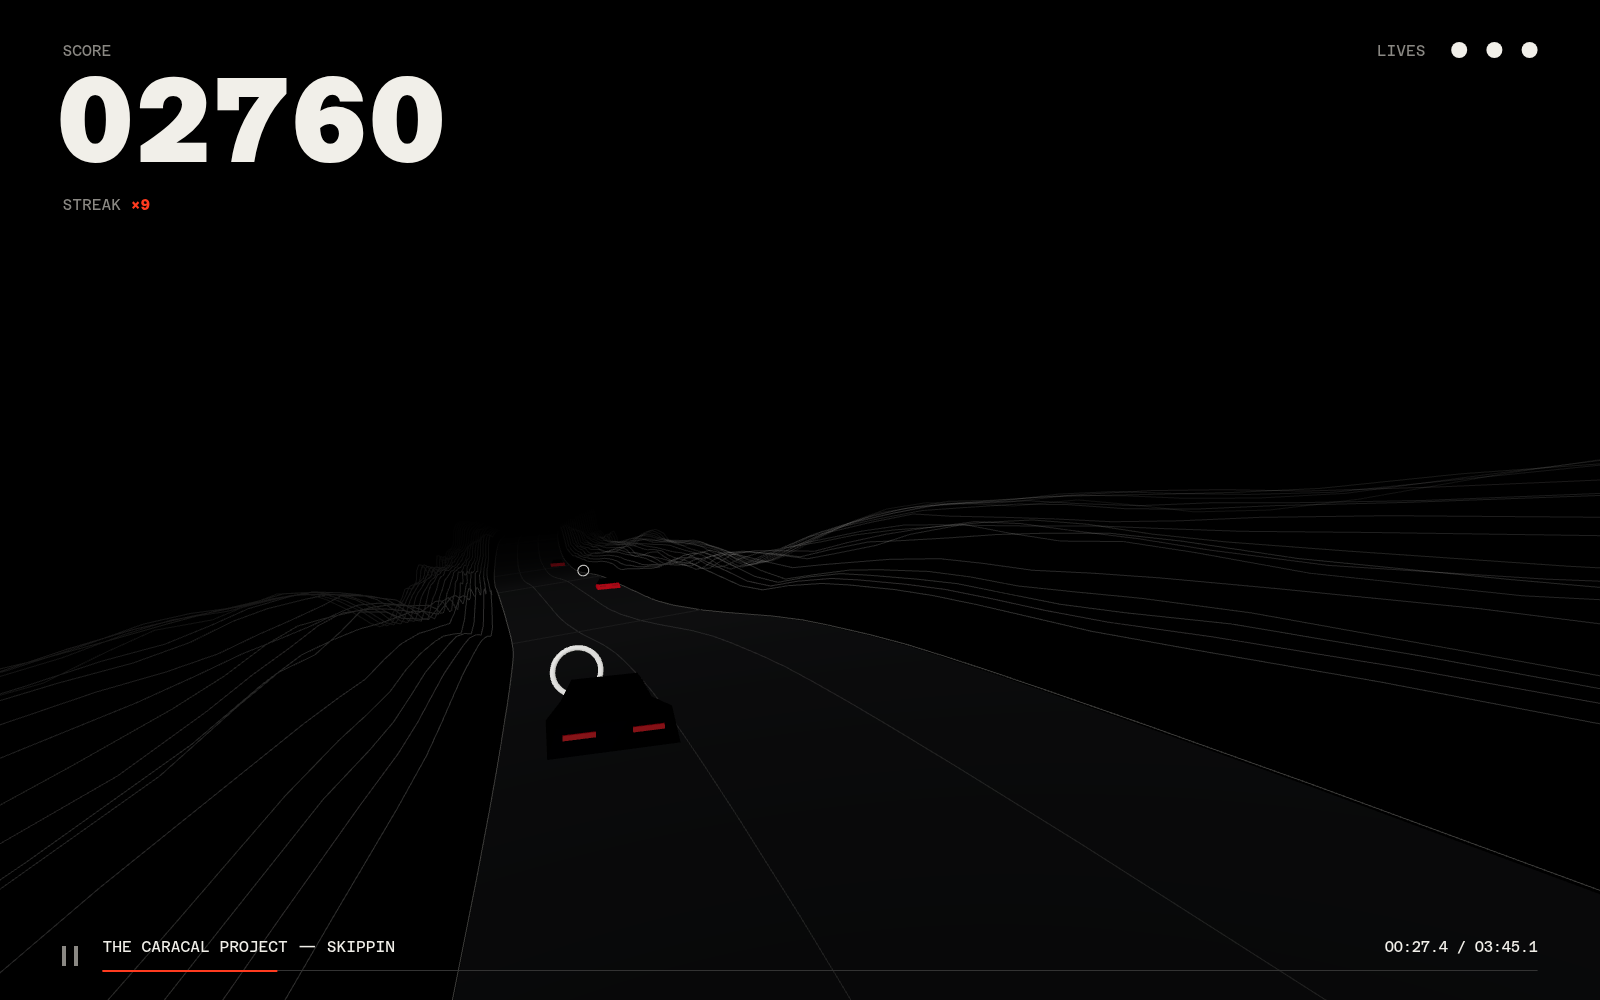 SCORE
02760
STREAK ×9
LIVES
THE CARACAL PROJECT — SKIPPIN
00:27.4 / 03:45.1